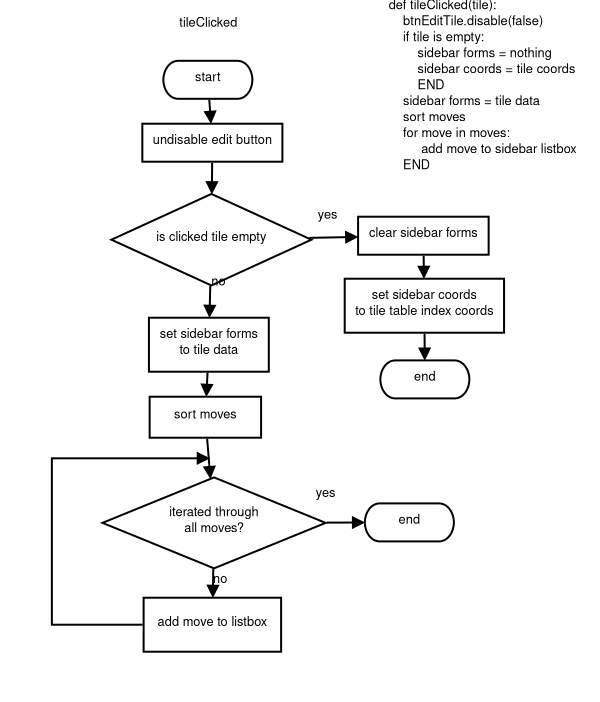 tileClicked
def tileClicked(tile):
btnEditTile.disable(false)
if tile is empty:
sidebar forms = nothing
sidebar coords = tile coords
END
sidebar forms = tile data
sort moves
for move in moves:
add move to sidebar listbox
END
start
undisable edit button
is clicked tile empty
yes
clear sidebar forms
set sidebar coords
to tile table index coords
end
no
set sidebar forms
to tile data
sort moves
iterated through
all moves?
yes
end
no
add move to listbox